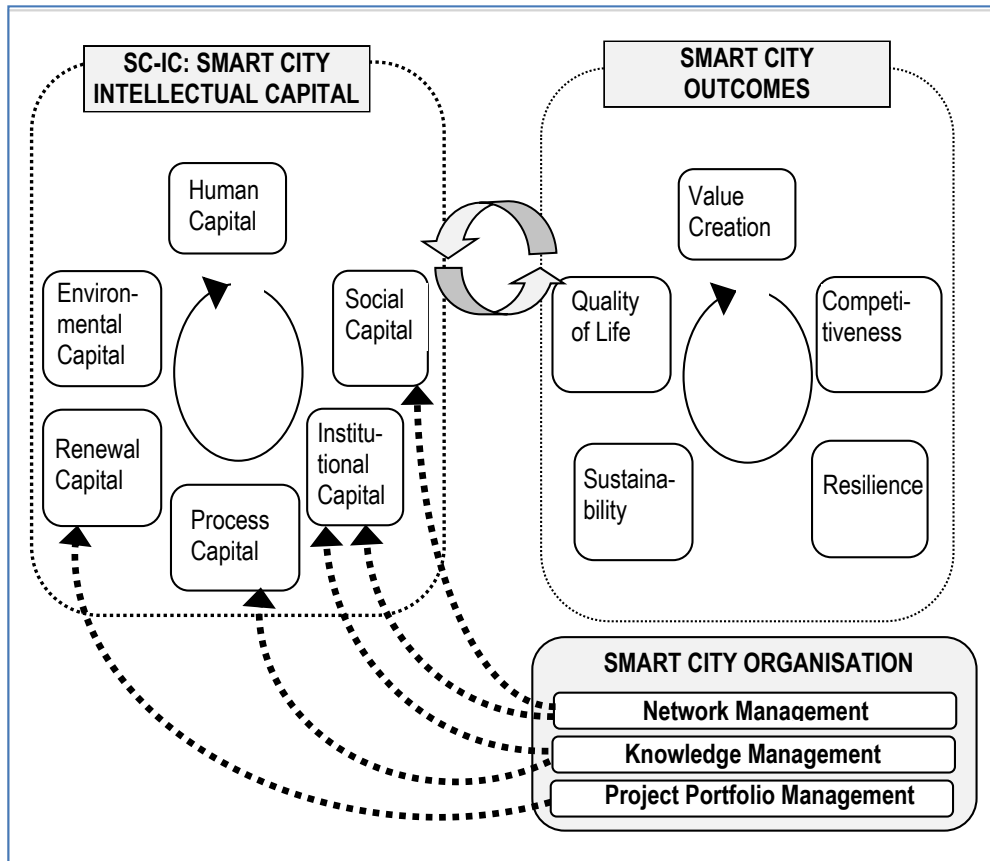 SC-IC: SMART CITY
INTELLECTUAL CAPITAL
SMART CITY
OUTCOMES
Human
Capital
Environ-
mental
Capital
Social
Capital
Renewal
Capital
Institu-
tional
Capital
Process
Capital
Value
Creation
Quality
of Life
Competi-
tiveness
Sustaina-
bility
Resilience
SMART CITY ORGANISATION
Network Management
Knowledge Management
Project Portfolio Management